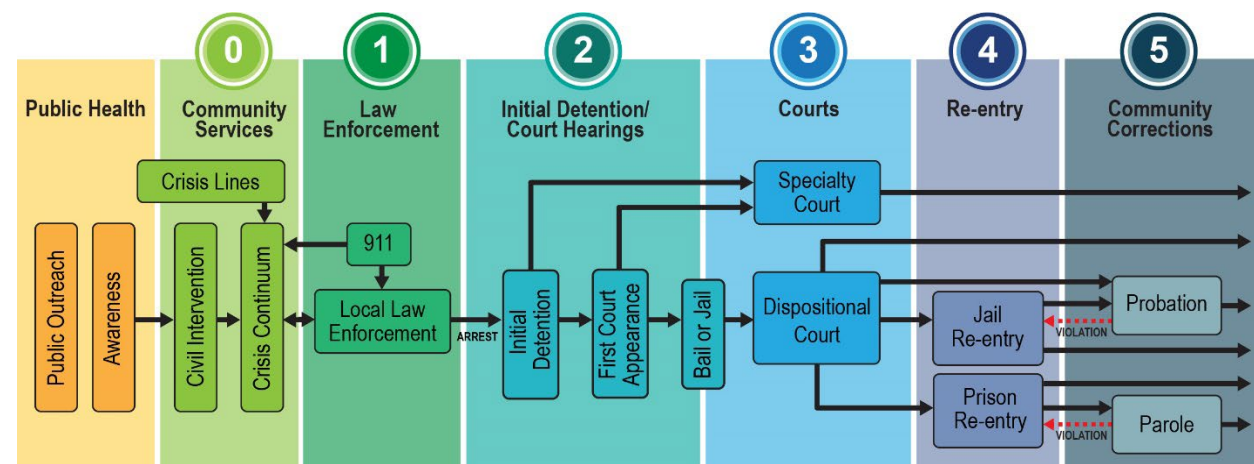 0
1
2
3
4
5
Public Health
Community
Services
Law
Enforcement
Initial Detention/
Court Hearings
Courts
Re-entry
Community
Corrections
Crisis Lines
Public Outreach
Awareness
Civil Intervention
Crisis Continuum
911
Local Law
Enforcement
ARREST
Initial
Detention
First Court
Appearance
Bail or Jail
Specialty
Court
Dispositional
Court
Jail
Re-entry
Prison
Re-entry
VIOLATION
VIOLATION
Probation
Parole